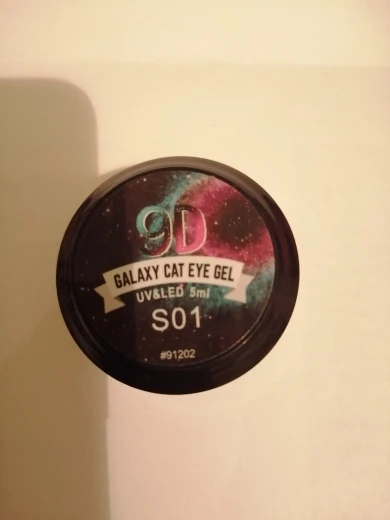 9D
GALAXY CAT EYE GEL
UV&LED 5ml
S01
#91202